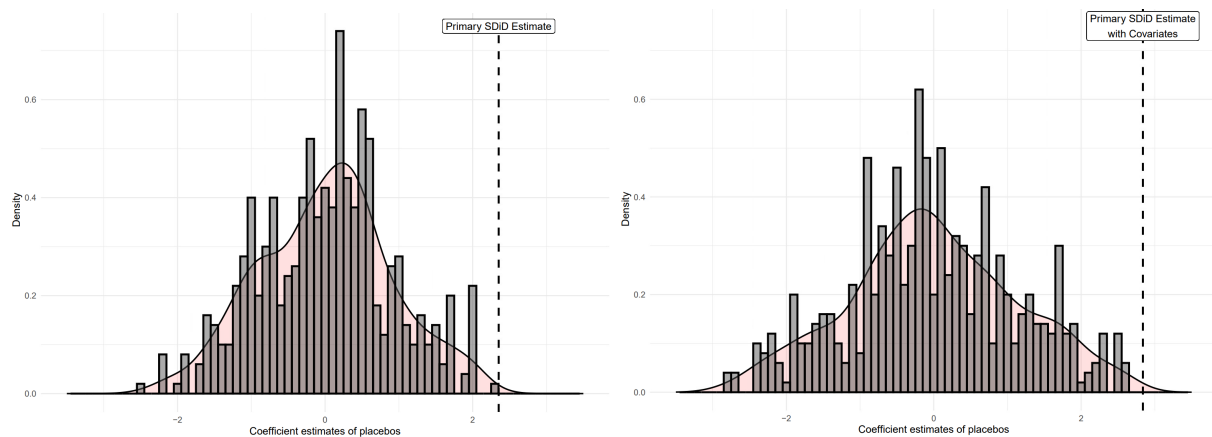 Primary SDiD Estimate
0.6
0.4
0.2
0.0
Density
−2
0
2
Coefficient estimates of placebos
Primary SDiD Estimate
with Covariates
0.6
0.4
0.2
0.0
Density
−2
0
2
Coefficient estimates of placebos